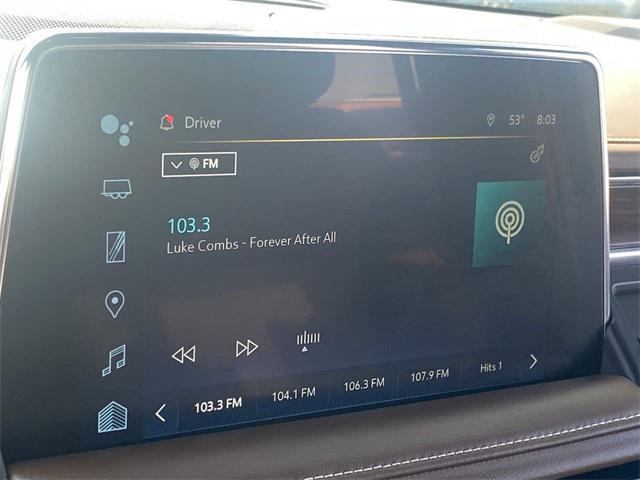 Driver 53° 8:03
FM
103.3
Luke Combs - Forever After All
103.3 FM 104.1 FM 106.3 FM 107.9 FM Hits 1